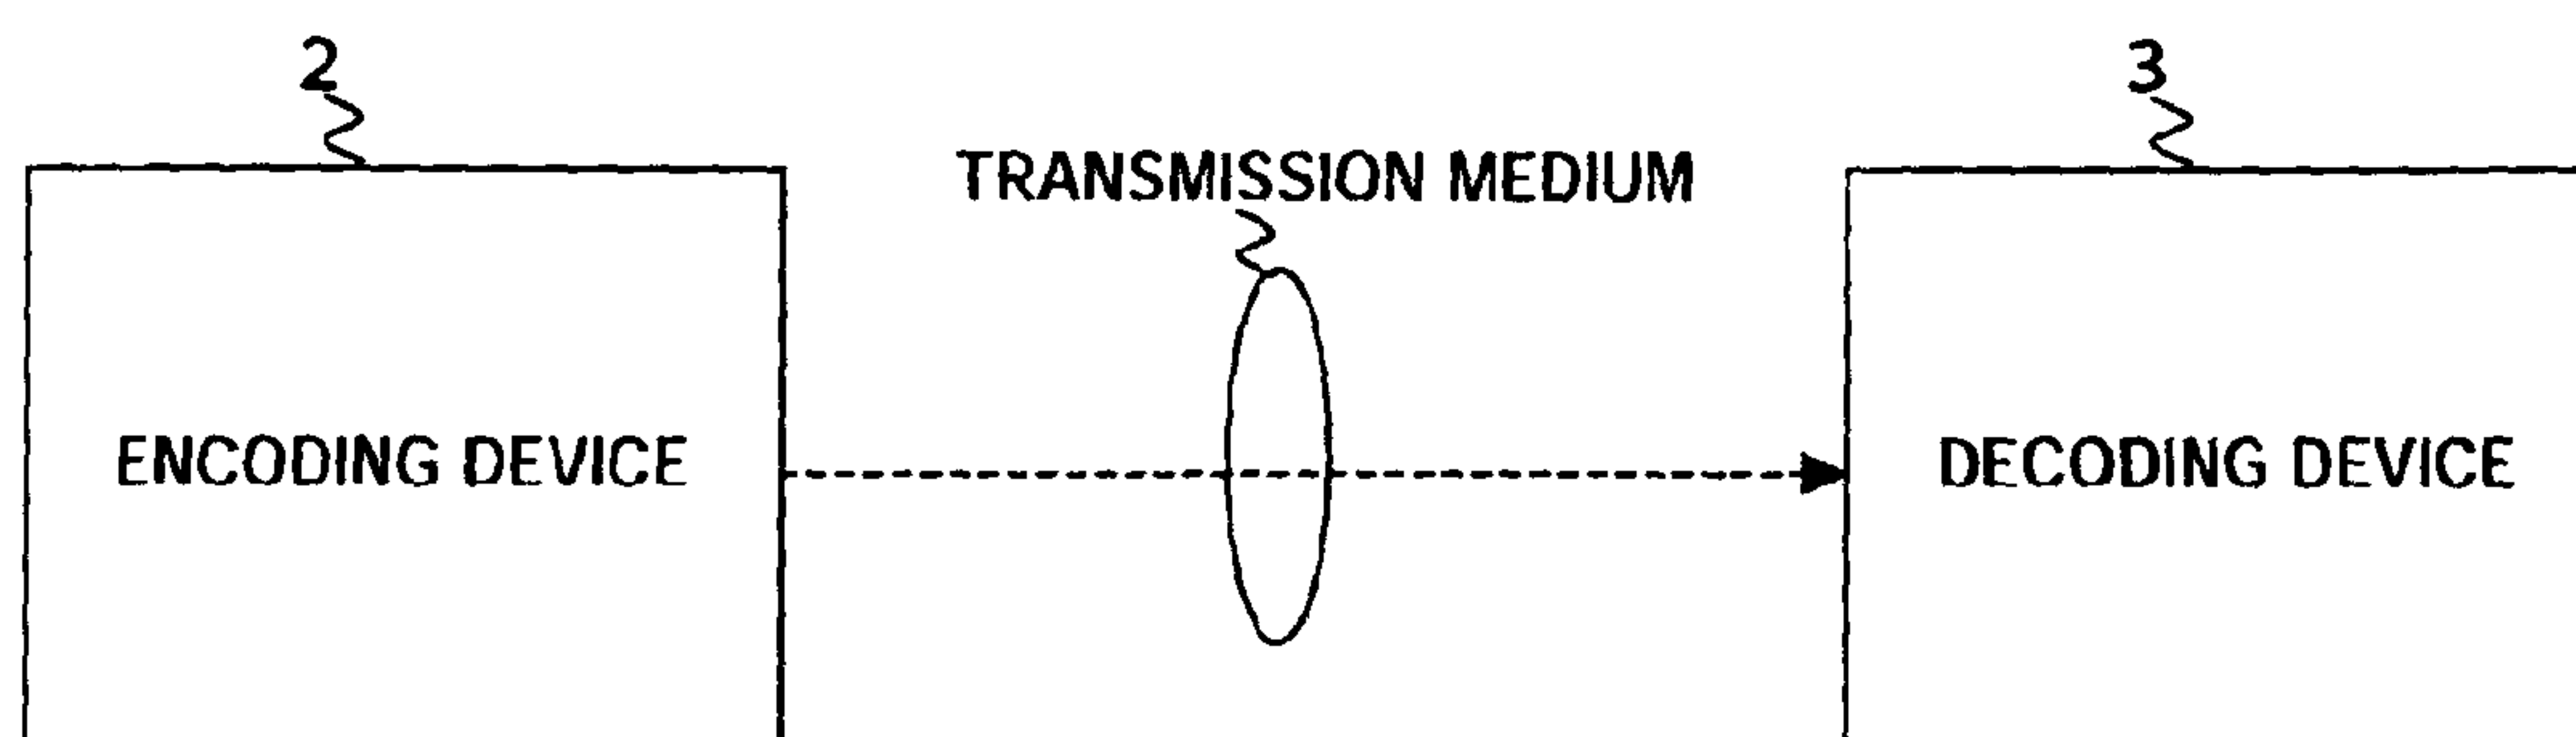 2
3
TRANSMISSION MEDIUM
ENCODING DEVICE
DECODING DEVICE